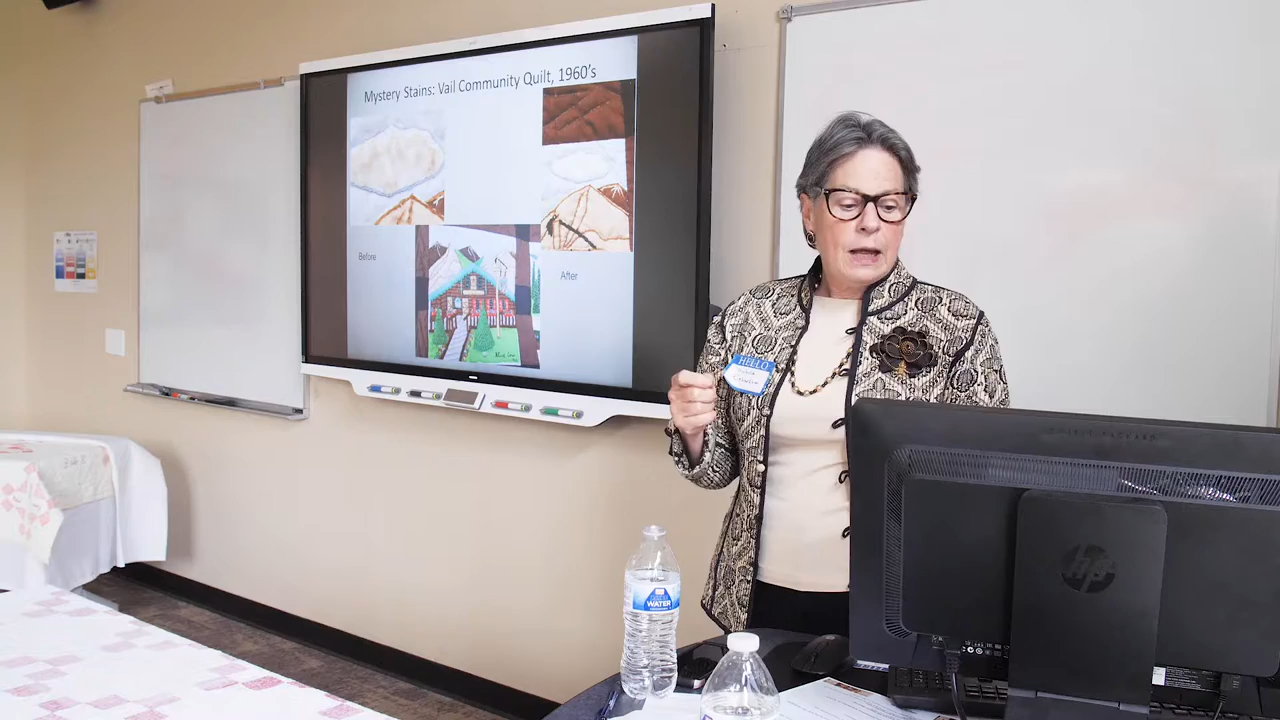 Mystery Stains: Vail Community Quilt, 1960's
Before
After
HELLO
WATER
hp